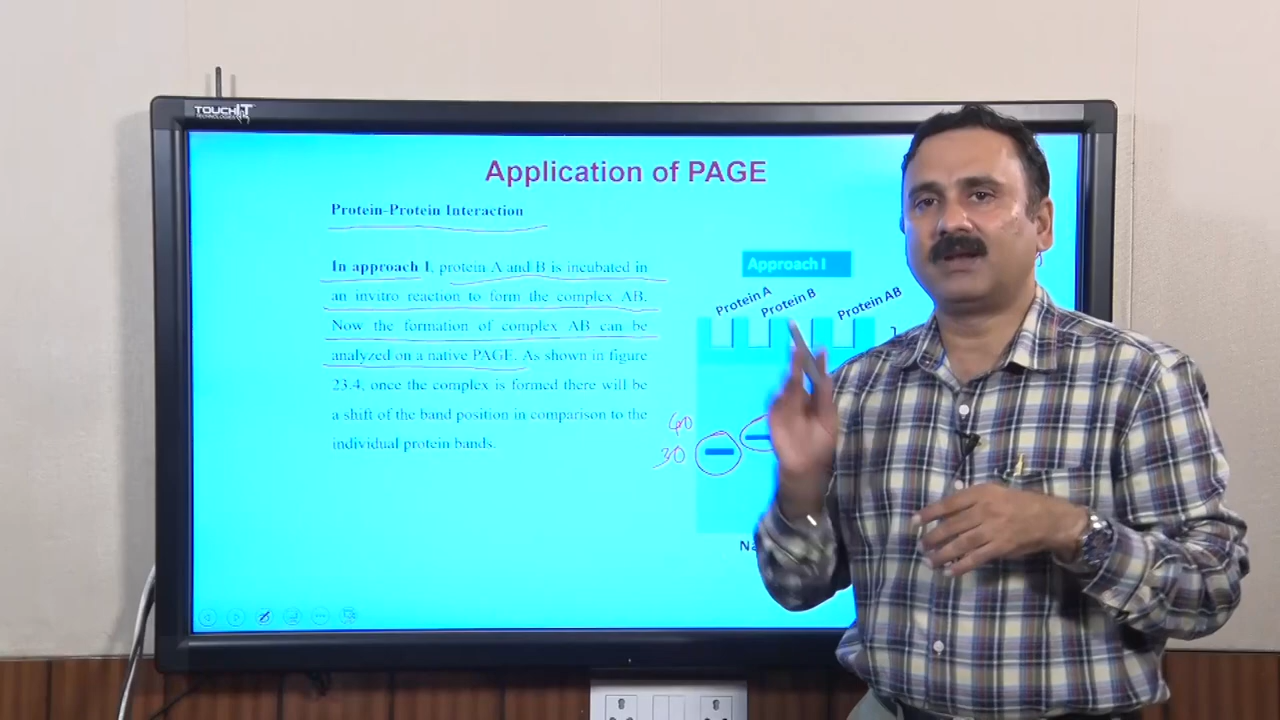 TOUCHIT
TECHNOLOGIES
Application of PAGE
Protein-Protein Interaction
In approach I, protein A and B is incubated in
an invitro reaction to form the complex AB.
Now the formation of complex AB can be
analyzed on a native PAGE. As shown in figure
23.4, once the complex is formed there will be
a shift of the band position in comparison to the
individual protein bands.
Approach I
Protein A
Protein B
Protein AB
40
30